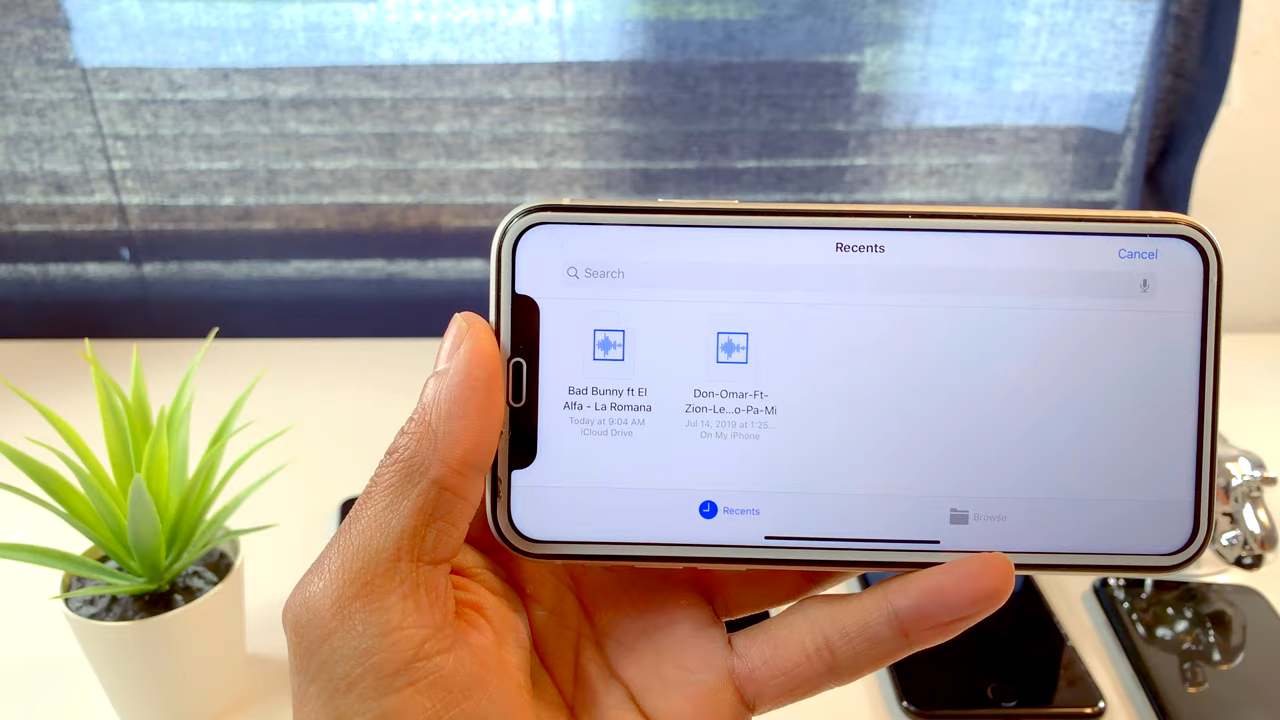 Recents
Cancel
Search
Bad Bunny ft El
Alfa - La Romana
Today at 9:04 AM
iCloud Drive
Don-Omar-Ft-
Zion-Le...o-Pa-Mi
Jul 14, 2019 at 1:25...
On My iPhone
Recents
Browse